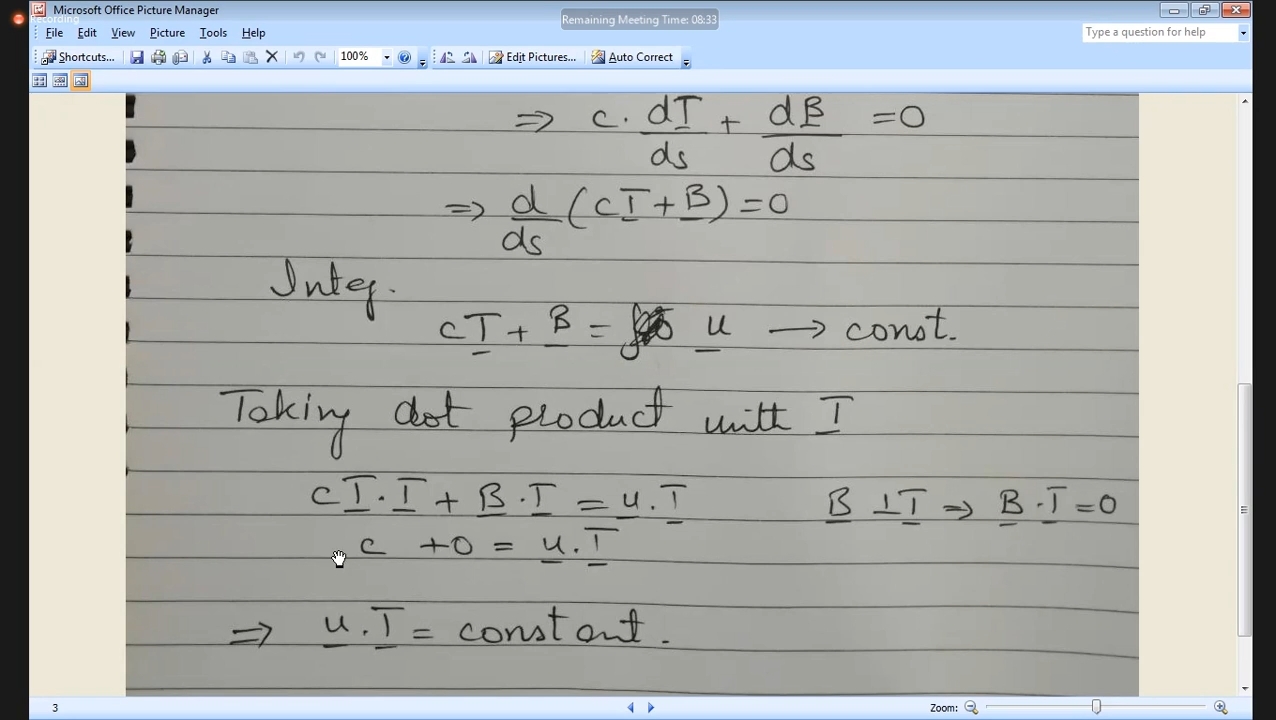 Recording
Microsoft Office Picture Manager
Remaining Meeting Time: 08:33
File Edit View Picture Tools Help
Type a question for help
Shortcuts... 100% Edit Pictures... Auto Correct
⇒ c. dT/ds + dB/ds = 0
⇒ d/ds (cT + B) = 0
Integ.
cT + B = u → const.
Taking dot product with T
cT.T + B.T = u.T B ⊥ T ⇒ B.T = 0
c + 0 = u.T
⇒ u.T = constant.
3 Zoom: